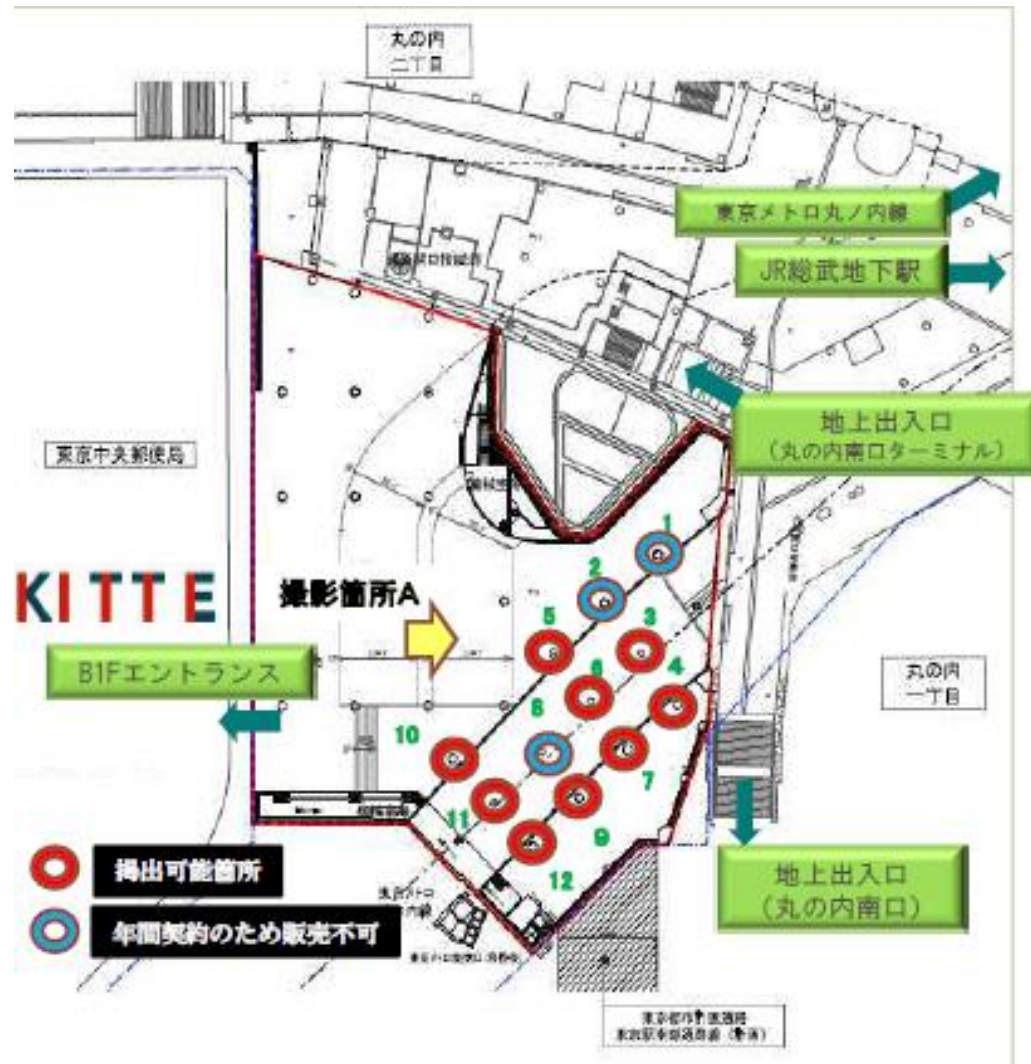 丸の内
二丁目
東京メトロ丸ノ内線
JR総武地下駅
地上出入口
(丸の内南口ターミナル)
東京中央郵便局
KITTE
撮影箇所A
B1Fエントランス
丸の内
一丁目
1
2
3
4
5
6
7
8
9
10
11
12
掲出可能箇所
年間契約のため販売不可
地上出入口
(丸の内南口)